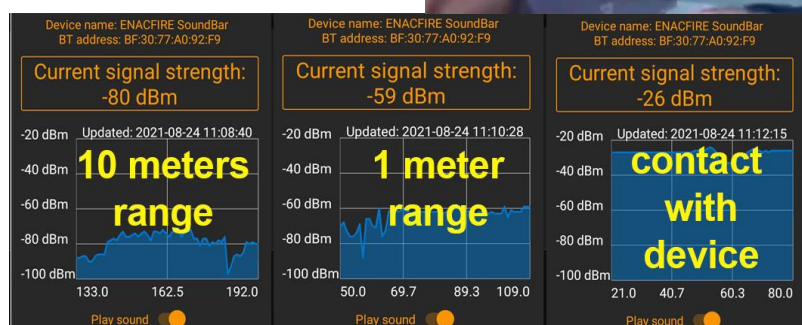 Device name: ENACFIRE SoundBar
BT address: BF:30:77:A0:92:F9
Current signal strength:
-80 dBm
Updated: 2021-08-24 11:08:40
-20 dBm
-40 dBm
-60 dBm
-80 dBm
-100 dBm
10 meters
range
133.0 162.5 192.0
Play sound
Device name: ENACFIRE SoundBar
BT address: BF:30:77:A0:92:F9
Current signal strength:
-59 dBm
Updated: 2021-08-24 11:10:28
-20 dBm
-40 dBm
-60 dBm
-80 dBm
-100 dBm
1 meter
range
50.0 69.7 89.3 109.0
Play sound
Device name: ENACFIRE SoundBar
BT address: BF:30:77:A0:92:F9
Current signal strength:
-26 dBm
Updated: 2021-08-24 11:12:15
-20 dBm
-40 dBm
-60 dBm
-80 dBm
-100 dBm
contact
with
device
21.0 40.7 60.3 80.0
Play sound